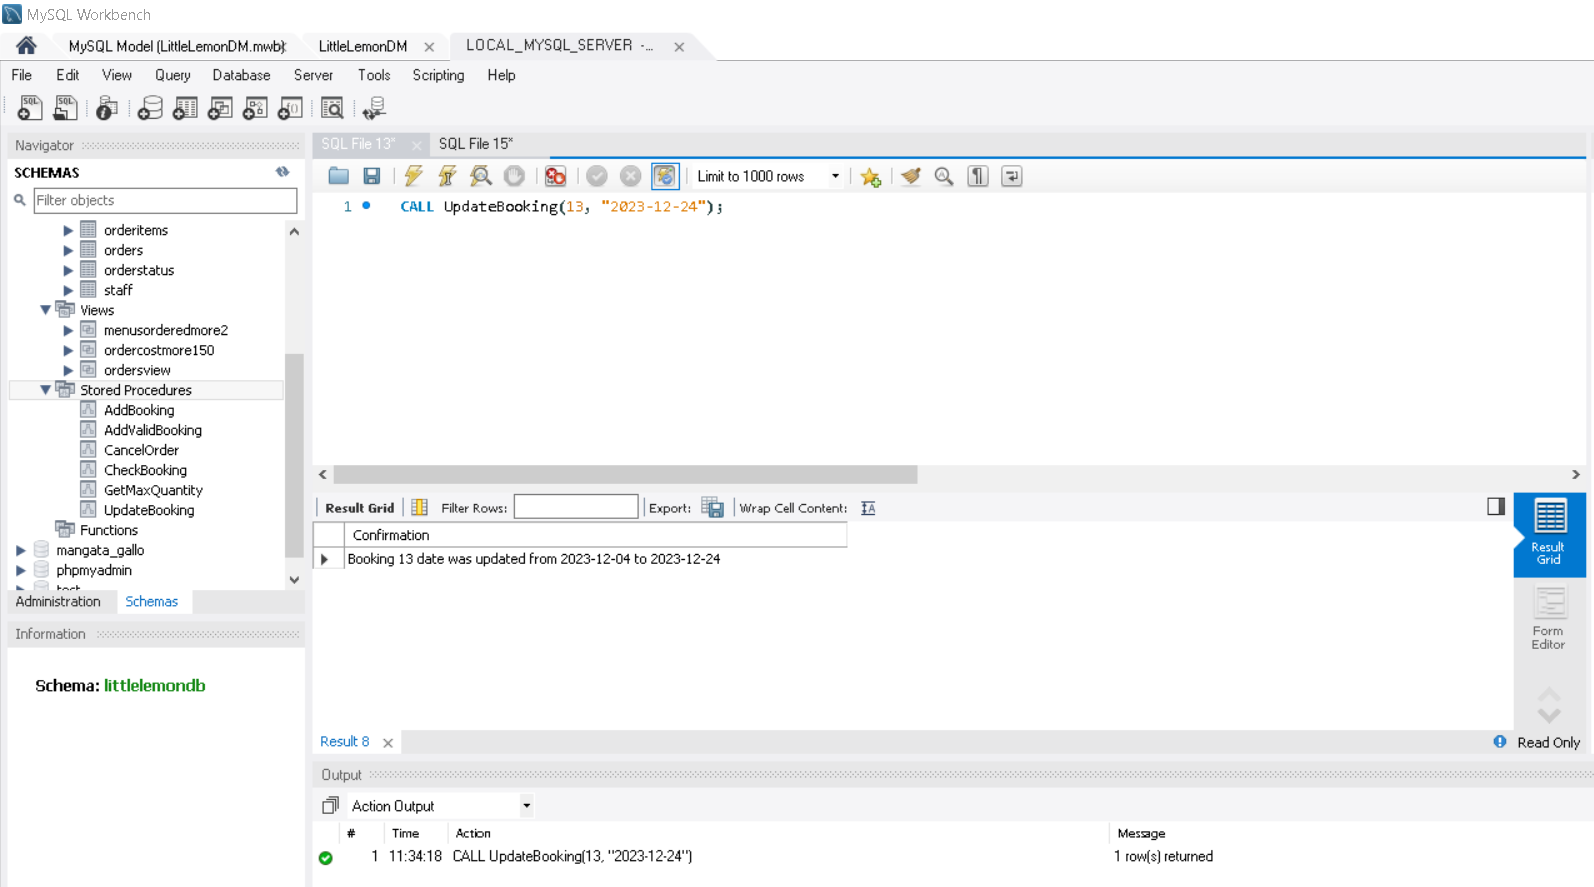 MySQL Workbench
MySQL Model (LittleLemonDM.mwb)
LittleLemonDM
LOCAL_MYSQL_SERVER -...
File Edit View Query Database Server Tools Scripting Help
Navigator
SCHEMAS
Filter objects
orderitems
orders
orderstatus
staff
Views
menusorderedmore2
ordercostmore150
ordersview
Stored Procedures
AddBooking
AddValidBooking
CancelOrder
CheckBooking
GetMaxQuantity
UpdateBooking
Functions
mangata_gallo
phpmyadmin
test
Administration Schemas
Information
Schema: littlelemondb
SQL File 13* SQL File 15*
Limit to 1000 rows
1 CALL UpdateBooking(13, "2023-12-24");
Result Grid Filter Rows: Export: Wrap Cell Content:
Confirmation
Booking 13 date was updated from 2023-12-04 to 2023-12-24
Result
Grid
Form
Editor
Result 8
Read Only
Output
Action Output
# Time Action Message
1 11:34:18 CALL UpdateBooking(13, "2023-12-24") 1 row(s) returned